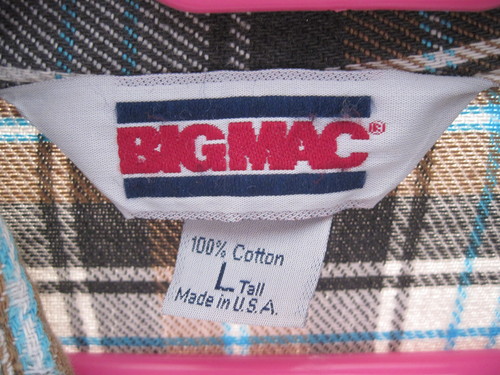 BIGMAC®
100% Cotton
L Tall
Made in U.S.A.